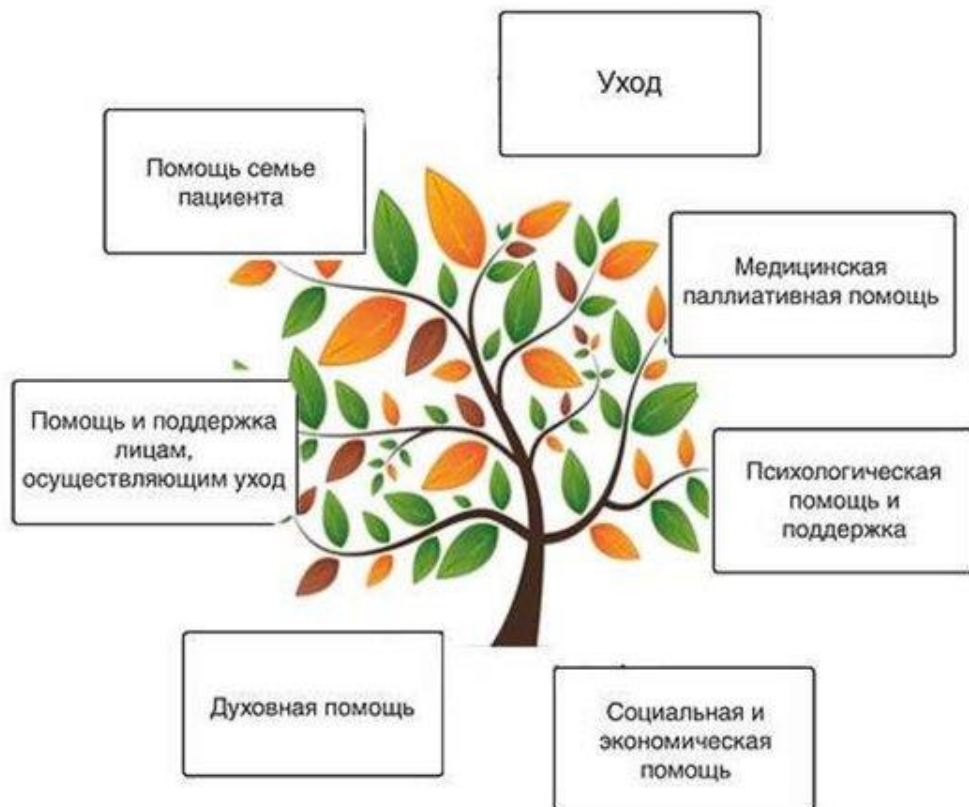 Уход
Помощь семье
пациента
Медицинская
паллиативная помощь
Помощь и поддержка
лицам,
осуществляющим уход
Психологическая
помощь и
поддержка
Духовная помощь
Социальная и
экономическая
помощь